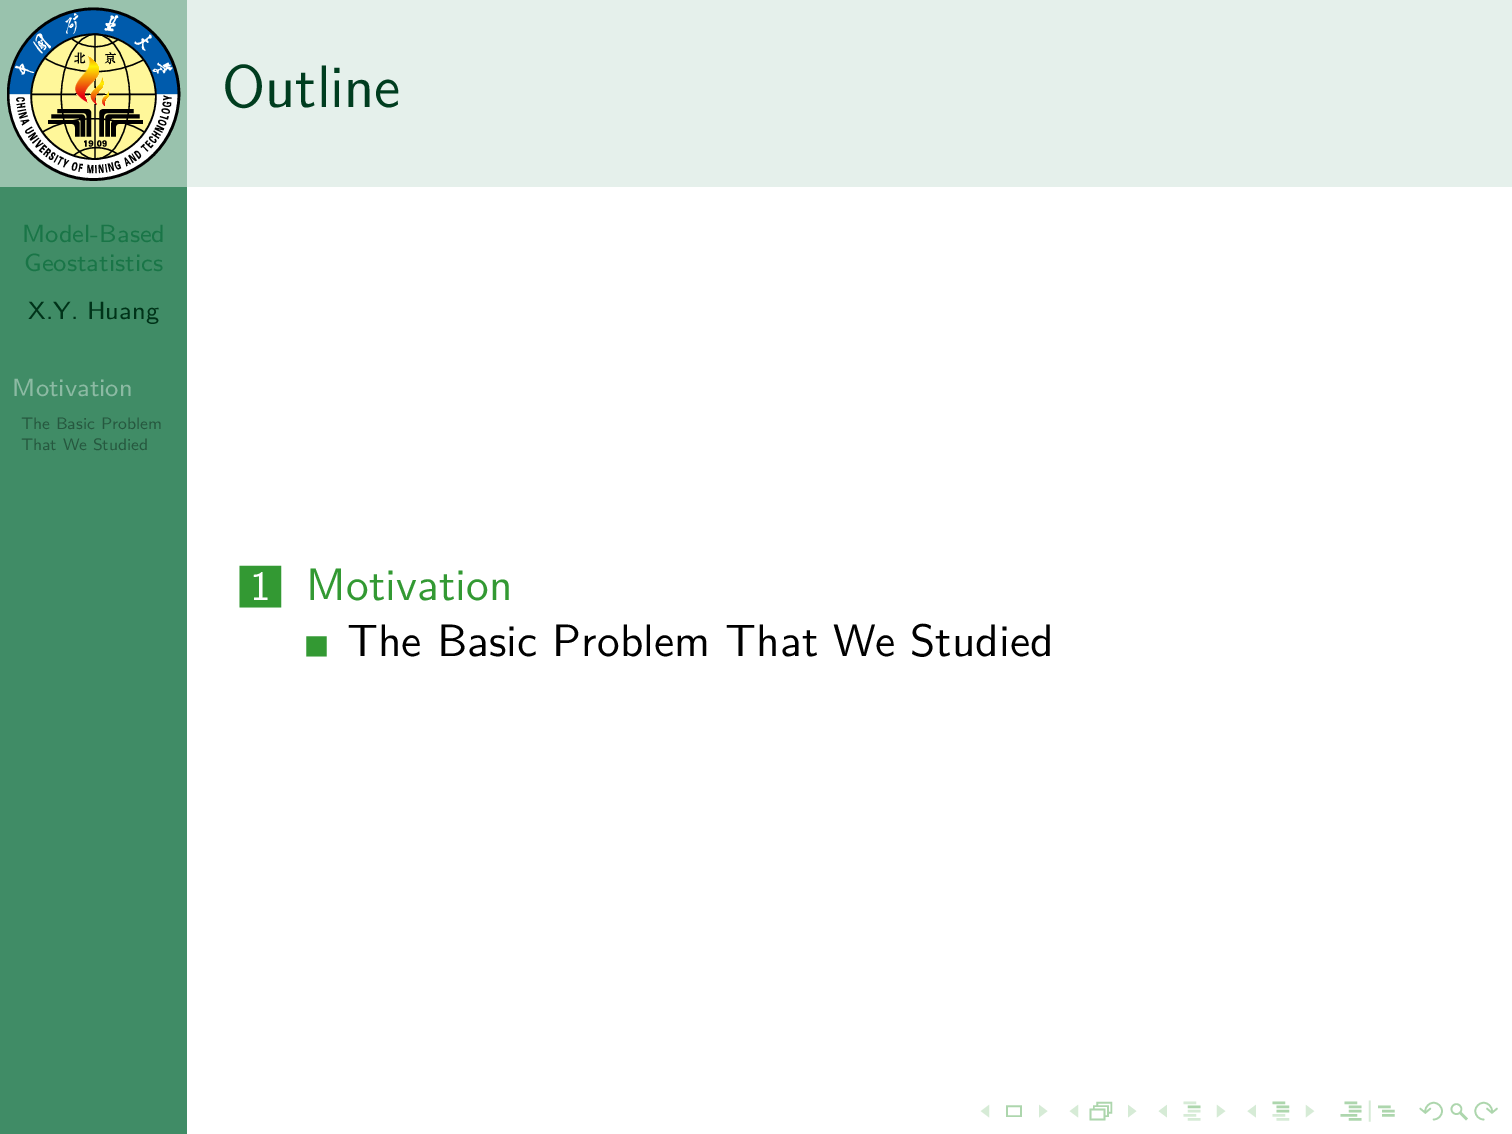 中国矿业大学
北京
1909
CHINA UNIVERSITY OF MINING AND TECHNOLOGY
Outline
Model-Based
Geostatistics
X.Y. Huang
Motivation
The Basic Problem
That We Studied
1 Motivation
The Basic Problem That We Studied